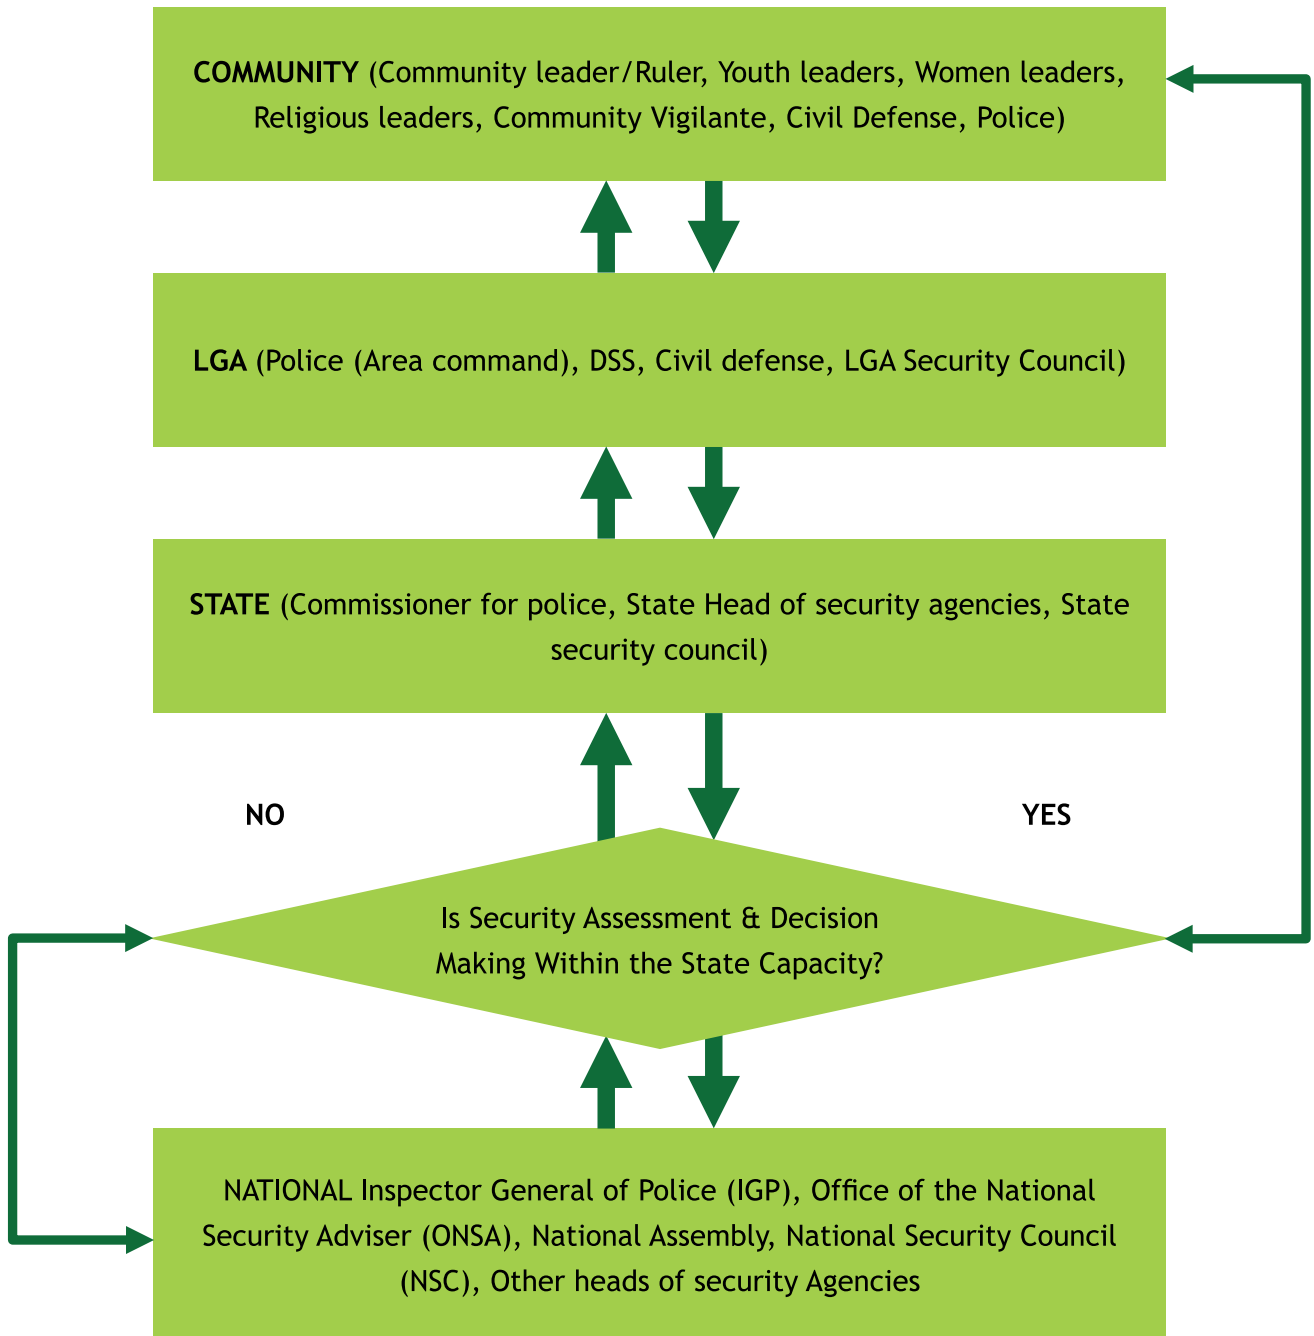 COMMUNITY (Community leader/Ruler, Youth leaders, Women leaders,
Religious leaders, Community Vigilante, Civil Defense, Police)
LGA (Police (Area command), DSS, Civil defense, LGA Security Council)
STATE (Commissioner for police, State Head of security agencies, State
security council)
NO
YES
Is Security Assessment & Decision
Making Within the State Capacity?
NATIONAL Inspector General of Police (IGP), Office of the National
Security Adviser (ONSA), National Assembly, National Security Council
(NSC), Other heads of security Agencies